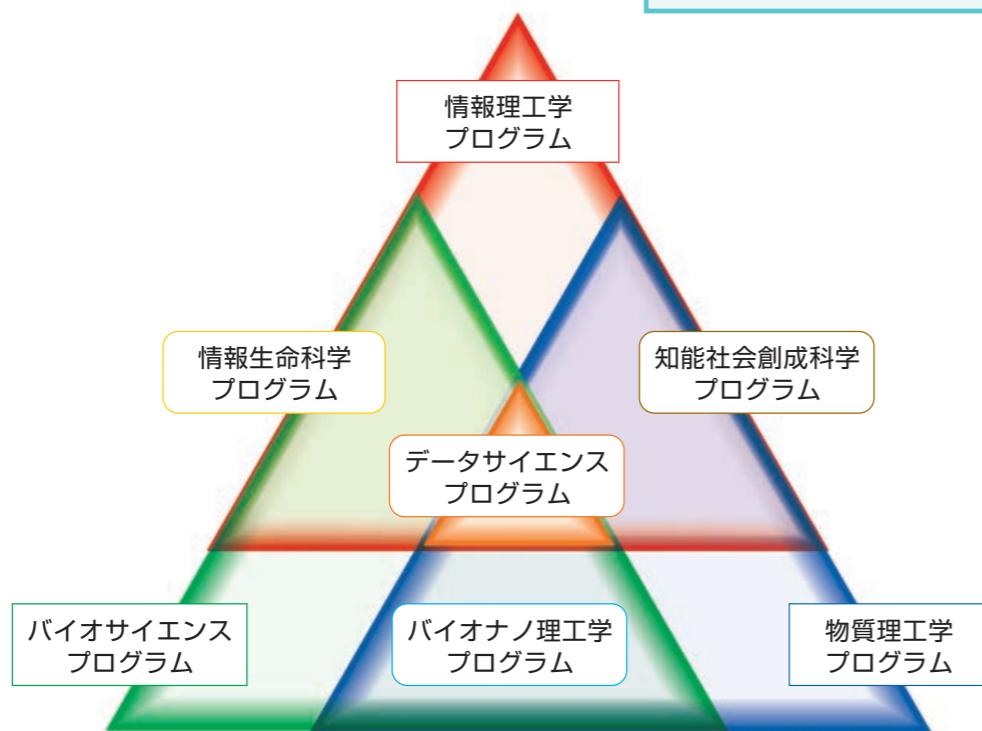 情報理工学
プログラム
情報生命科学
プログラム
知能社会創成科学
プログラム
データサイエンス
プログラム
バイオサイエンス
プログラム
バイオナノ理工学
プログラム
物質理工学
プログラム